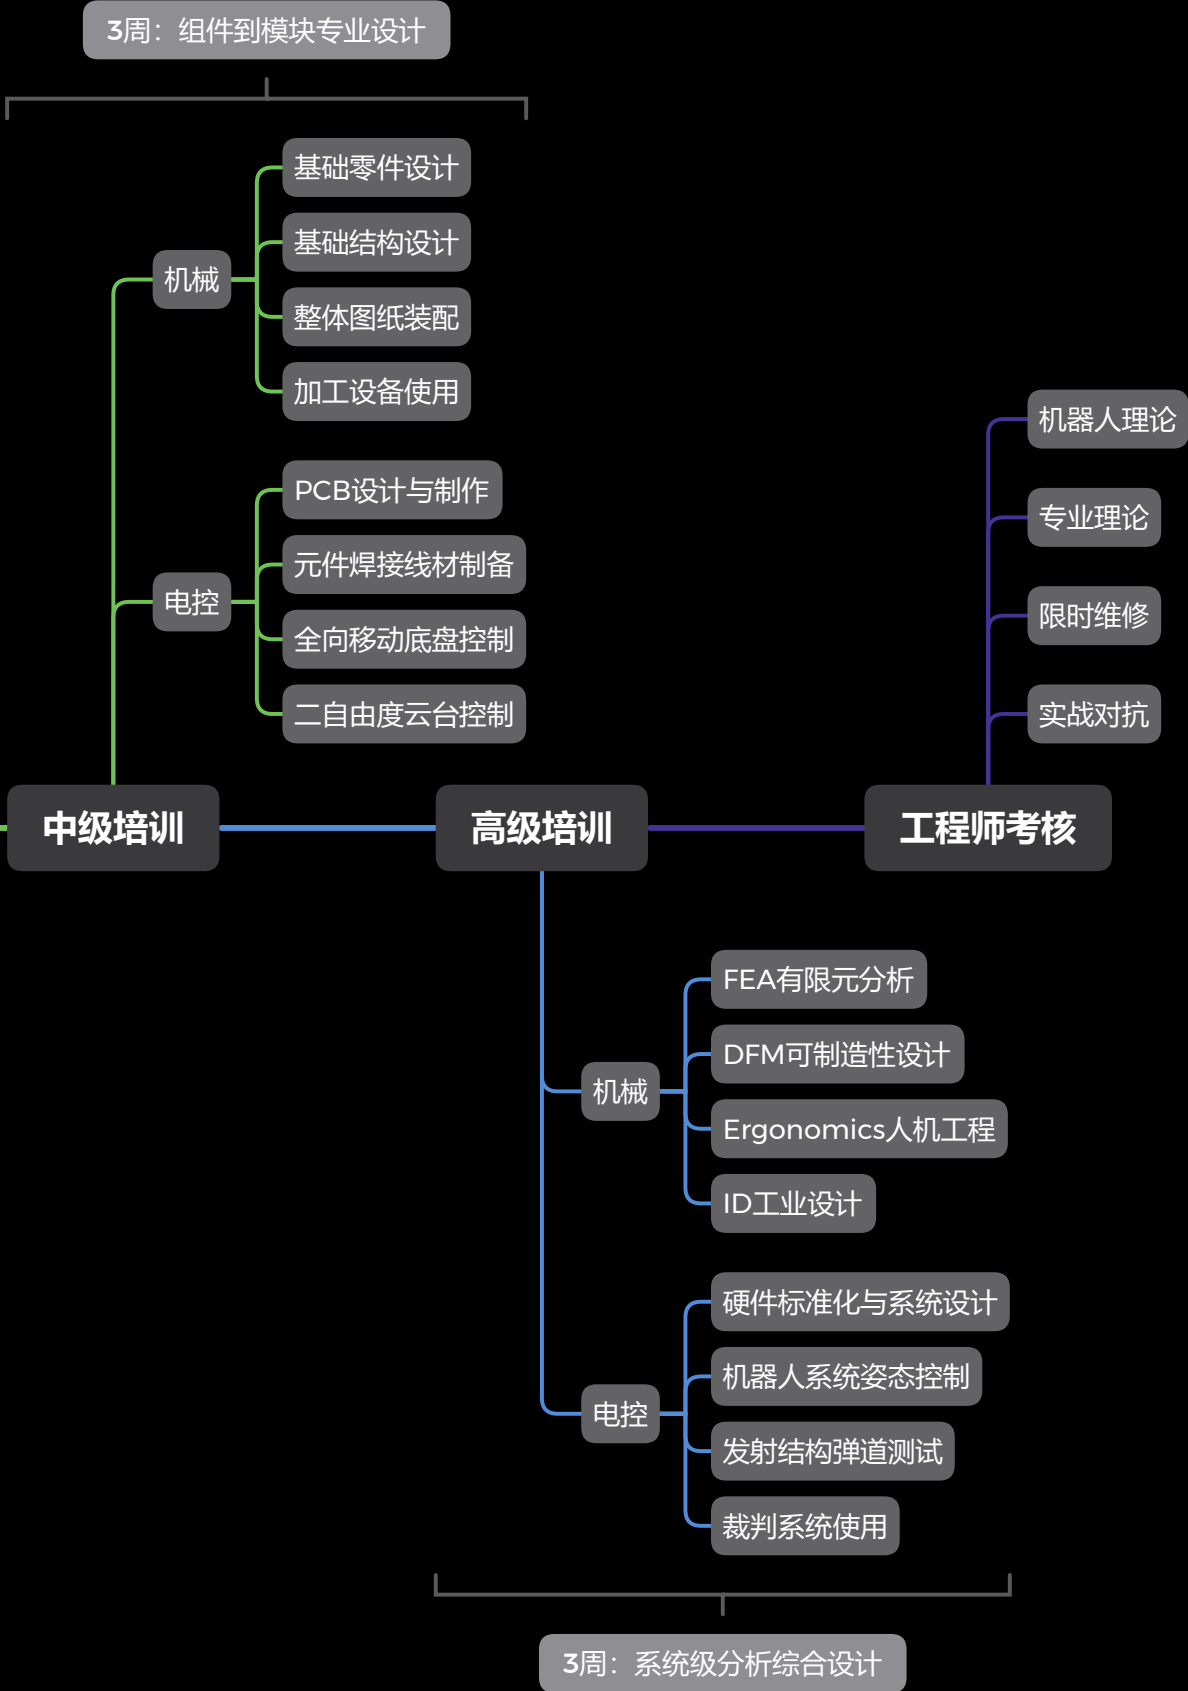 3周：组件到模块专业设计
基础零件设计
基础结构设计
机械
整体图纸装配
加工设备使用
PCB设计与制作
元件焊接线材制备
电控
全向移动底盘控制
二自由度云台控制
机器人理论
专业理论
限时维修
实战对抗
中级培训
高级培训
工程师考核
FEA有限元分析
DFM可制造性设计
机械
Ergonomics人机工程
ID工业设计
硬件标准化与系统设计
机器人系统姿态控制
电控
发射结构弹道测试
裁判系统使用
3周：系统级分析综合设计